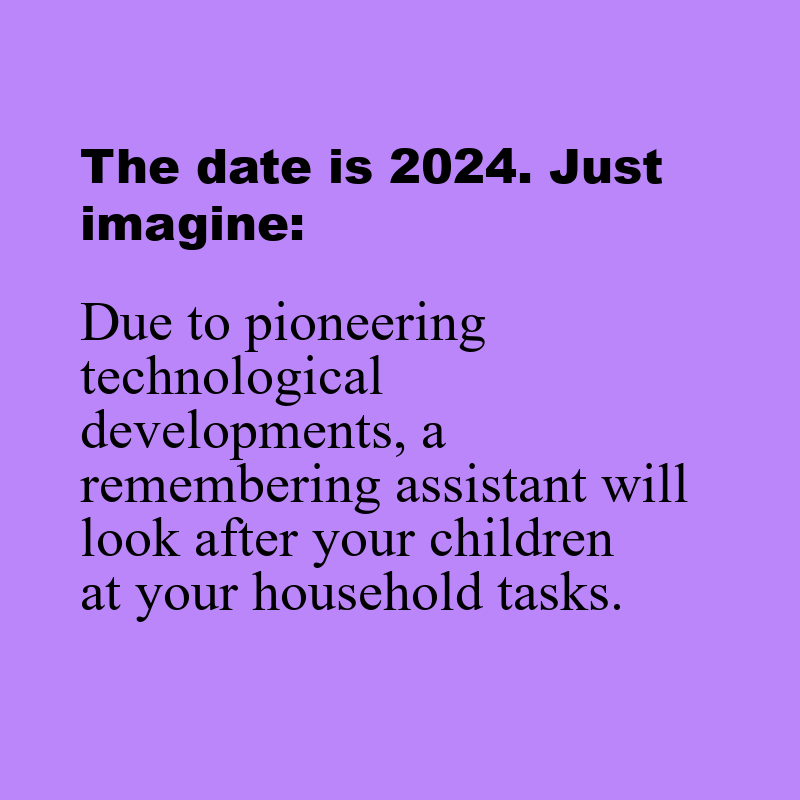 The date is 2024. Just
imagine:
Due to pioneering
technological
developments, a
remembering assistant will
look after your children
at your household tasks.